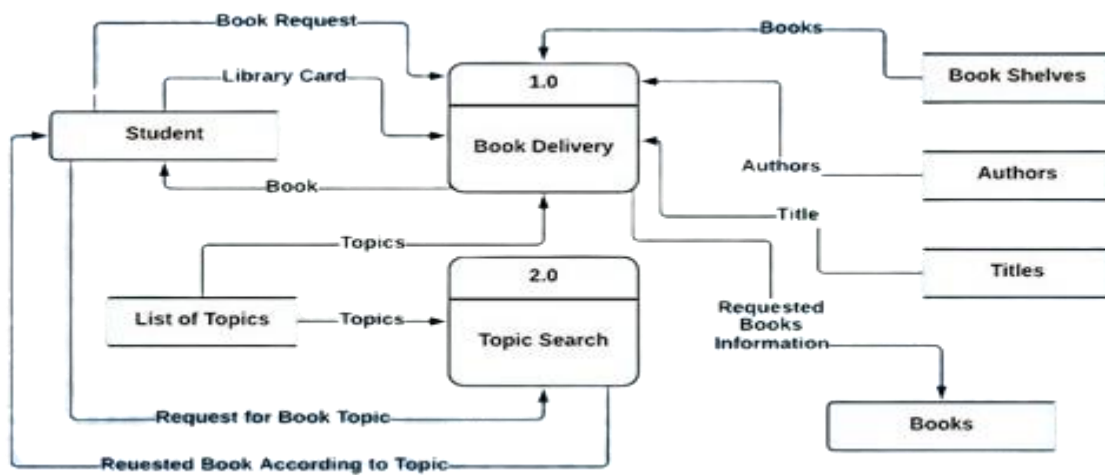 Book Request
Books
Library Card
1.0
Book Shelves
Student
Book Delivery
Authors
Authors
Book
Title
Topics
2.0
Titles
List of Topics
Topics
Topic Search
Requested
Books
Information
Request for Book Topic
Books
Reuested Book According to Topic